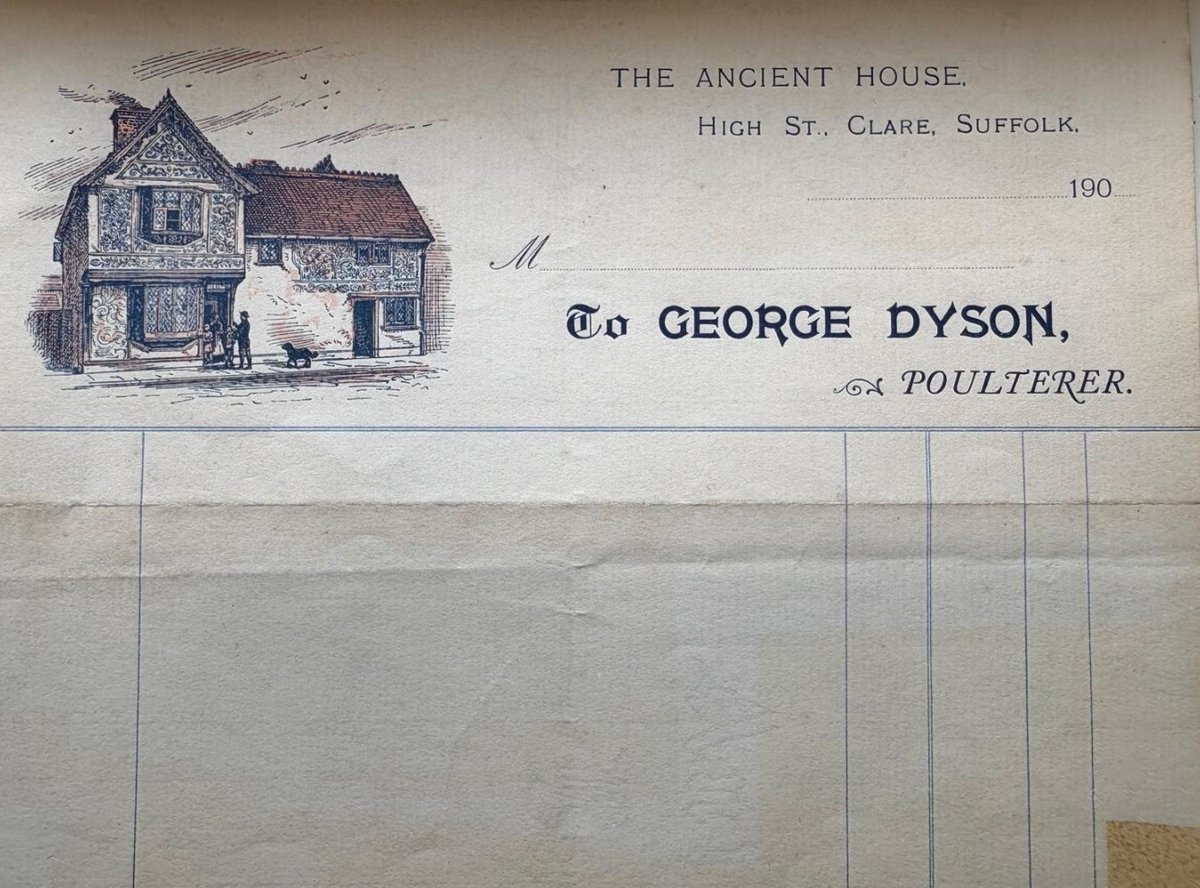 THE ANCIENT HOUSE,
HIGH ST., CLARE, SUFFOLK.
190
M
To GEORGE DYSON,
POULTERER.